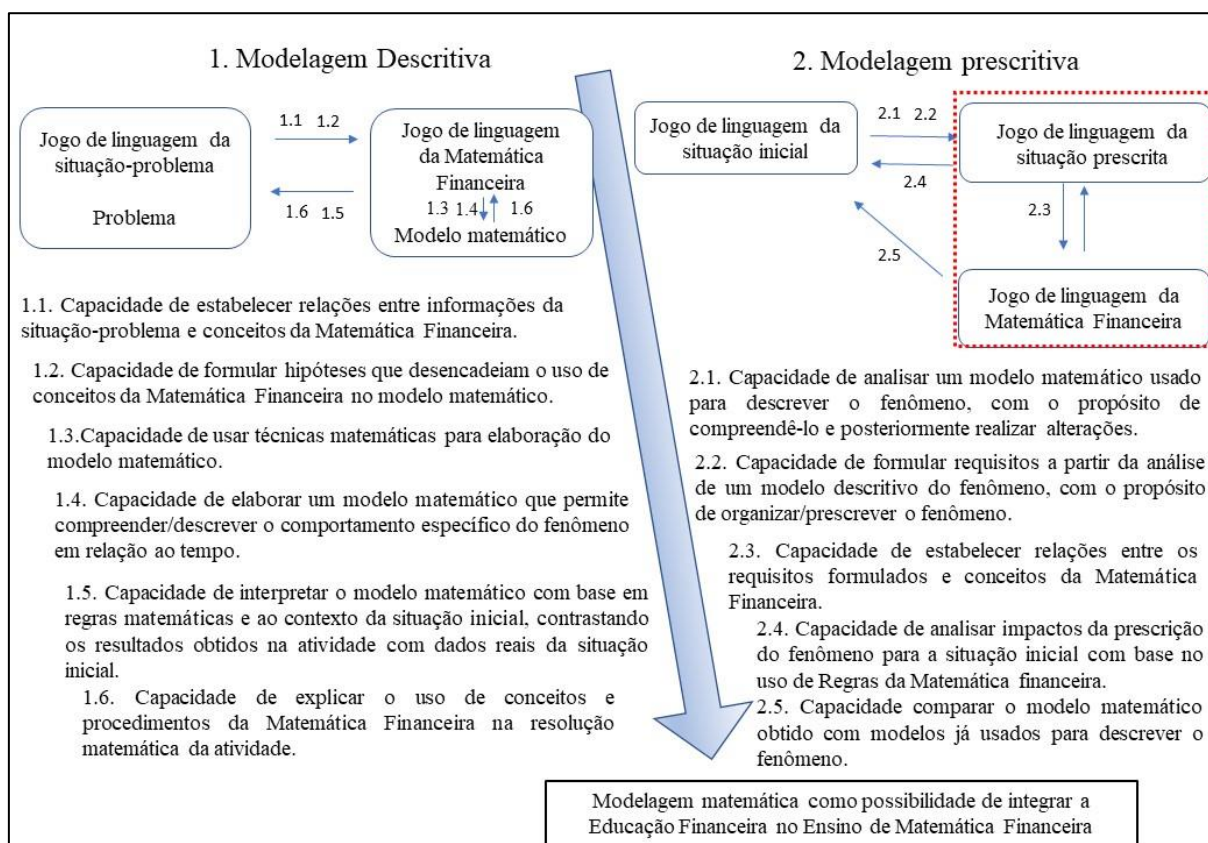 1. Modelagem Descritiva
Jogo de linguagem da
situação-problema
Problema
1.1 1.2
1.6 1.5
Jogo de linguagem
da Matemática
Financeira
1.3 1.4 1.6
Modelo matemático
1.1. Capacidade de estabelecer relações entre informações da
situação-problema e conceitos da Matemática Financeira.
1.2. Capacidade de formular hipóteses que desencadeiam o uso de
conceitos da Matemática Financeira no modelo matemático.
1.3.Capacidade de usar técnicas matemáticas para elaboração do
modelo matemático.
1.4. Capacidade de elaborar um modelo matemático que permite
compreender/descrever o comportamento específico do fenômeno
em relação ao tempo.
1.5. Capacidade de interpretar o modelo matemático com base em
regras matemáticas e ao contexto da situação inicial, contrastando
os resultados obtidos na atividade com dados reais da situação
inicial.
1.6. Capacidade de explicar o uso de conceitos e
procedimentos da Matemática Financeira na resolução
matemática da atividade.
2. Modelagem prescritiva
Jogo de linguagem da
situação inicial
2.1 2.2
2.4
Jogo de linguagem da
situação prescrita
2.3
2.5
Jogo de linguagem da
Matemática Financeira
2.1. Capacidade de analisar um modelo matemático usado
para descrever o fenômeno, com o propósito de
compreendê-lo e posteriormente realizar alterações.
2.2. Capacidade de formular requisitos a partir da análise
de um modelo descritivo do fenômeno, com o propósito
de organizar/prescrever o fenômeno.
2.3. Capacidade de estabelecer relações entre os
requisitos formulados e conceitos da Matemática
Financeira.
2.4. Capacidade de analisar impactos da prescrição
do fenômeno para a situação inicial com base no
uso de Regras da Matemática financeira.
2.5. Capacidade comparar o modelo matemático
obtido com modelos já usados para descrever o
fenômeno.
Modelagem matemática como possibilidade de integrar a
Educação Financeira no Ensino de Matemática Financeira